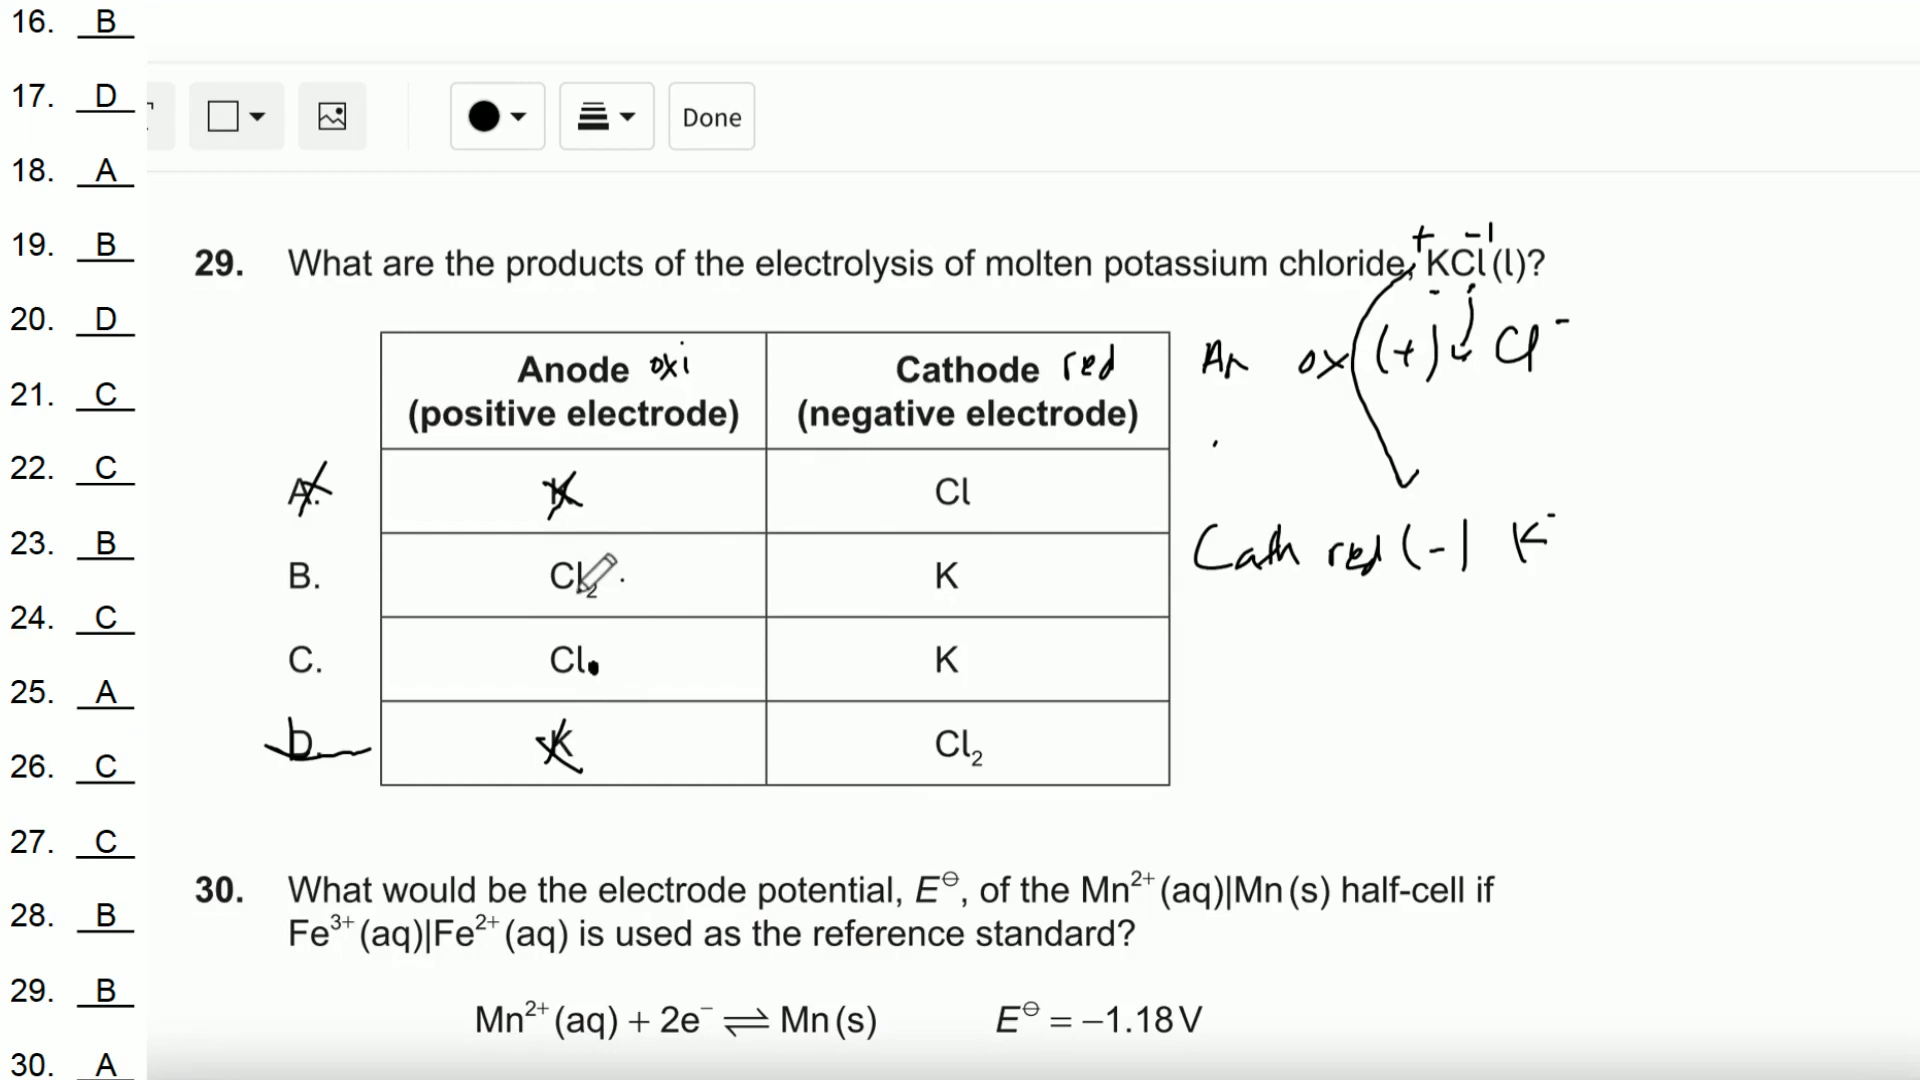 16. B
17. D
18. A
19. B
20. D
21. C
22. C
23. B
24. C
25. A
26. C
27. C
28. B
29. B
30. A
Done
+ -1
29. What are the products of the electrolysis of molten potassium chloride, KCl(l)?
Anode oxi Cathode red
(positive electrode) (negative electrode)
A. K Cl
B. Cl₂ K
C. Cl K
D. K Cl₂
An ox (+) Cl⁻
Cath red (-) K⁻
30. What would be the electrode potential, E⦵, of the Mn²⁺(aq)|Mn(s) half-cell if
Fe³⁺(aq)|Fe²⁺(aq) is used as the reference standard?
Mn²⁺(aq) + 2e⁻ ⇌ Mn(s) E⦵ = −1.18 V